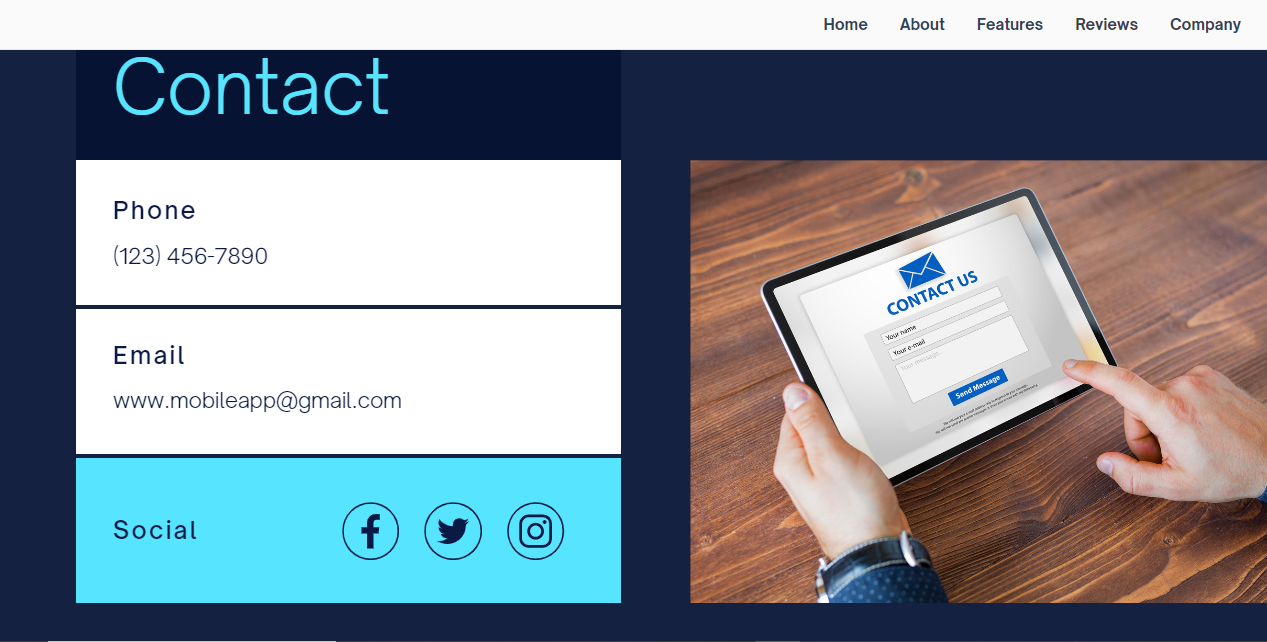 Home About Features Reviews Company
Contact
Phone
(123) 456-7890
Email
www.mobileapp@gmail.com
Social
CONTACT US
Your name
Your e-mail
Your message...
Send Message